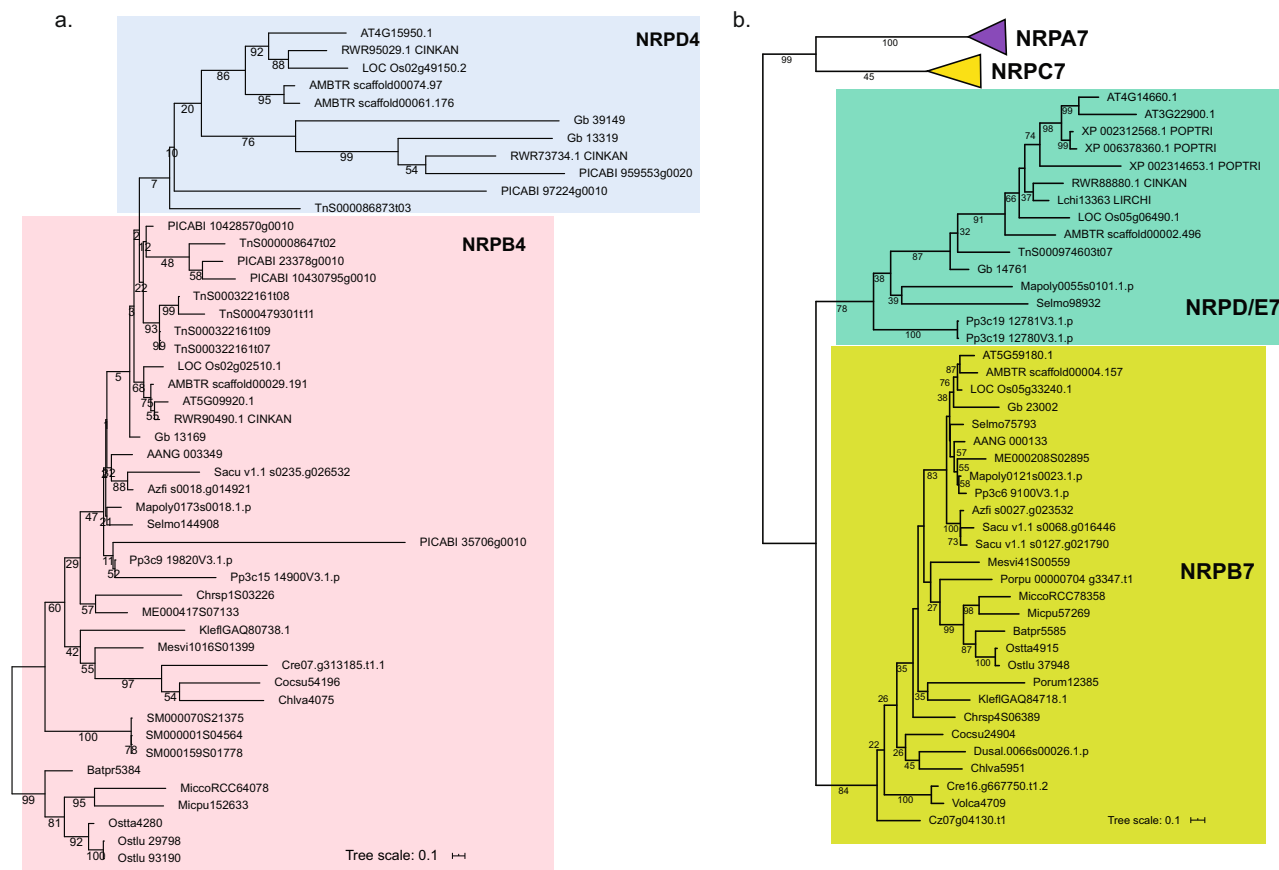 a.
NRPD4
AT4G15950.1
92
RWR95029.1 CINKAN
88
LOC Os02g49150.2
86
AMBTR scaffold00074.97
95
AMBTR scaffold00061.176
20
Gb 39149
76
Gb 13319
99
RWR73734.1 CINKAN
54
PICABI 959553g0020
10
7
PICABI 97224g0010
TnS000086873t03
NRPB4
PICABI 10428570g0010
2
12
TnS000008647t02
48
PICABI 23378g0010
58
PICABI 10430795g0010
22
TnS000322161t08
99
TnS000479301t11
3
93
TnS000322161t09
99
TnS000322161t07
LOC Os02g02510.1
5
68
AMBTR scaffold00029.191
75
AT5G09920.1
55
RWR90490.1 CINKAN
Gb 13169
AANG 003349
Sacu v1.1 s0235.g026532
88
Azfi s0018.g014921
Mapoly0173s0018.1.p
47
21
Selmo144908
PICABI 35706g0010
11
Pp3c9 19820V3.1.p
52
Pp3c15 14900V3.1.p
29
Chrsp1S03226
57
ME000417S07133
60
KleflGAQ80738.1
42
Mesvi1016S01399
55
Cre07.g313185.t1.1
97
Cocsu54196
54
Chlva4075
SM000070S21375
100
SM000001S04564
78
SM000159S01778
Batpr5384
99
MiccoRCC64078
95
Micpu152633
81
Ostta4280
92
Ostlu 29798
100
Ostlu 93190
Tree scale: 0.1
b.
100
NRPA7
99
45
NRPC7
NRPD/E7
AT4G14660.1
99
AT3G22900.1
98
XP 002312568.1 POPTRI
99
XP 006378360.1 POPTRI
74
XP 002314653.1 POPTRI
RWR88880.1 CINKAN
66
37
Lchi13363 LIRCHI
LOC Os05g06490.1
91
AMBTR scaffold00002.496
32
TnS000974603t07
87
Gb 14761
38
Mapoly0055s0101.1.p
39
Selmo98932
78
Pp3c19 12781V3.1.p
100
Pp3c19 12780V3.1.p
NRPB7
AT5G59180.1
87
AMBTR scaffold00004.157
76
LOC Os05g33240.1
38
Gb 23002
Selmo75793
AANG 000133
57
ME000208S02895
55
Mapoly0121s0023.1.p
58
Pp3c6 9100V3.1.p
83
Azfi s0027.g023532
100
Sacu v1.1 s0068.g016446
73
Sacu v1.1 s0127.g021790
Mesvi41S00559
Porpu 00000704 g3347.t1
27
MiccoRCC78358
98
Micpu57269
99
Batpr5585
87
Ostta4915
100
Ostlu 37948
35
Porum12385
35
KleflGAQ84718.1
26
Chrsp4S06389
Cocsu24904
22
26
Dusal.0066s00026.1.p
45
Chlva5951
84
Cre16.g667750.t1.2
100
Volca4709
Cz07g04130.t1
Tree scale: 0.1